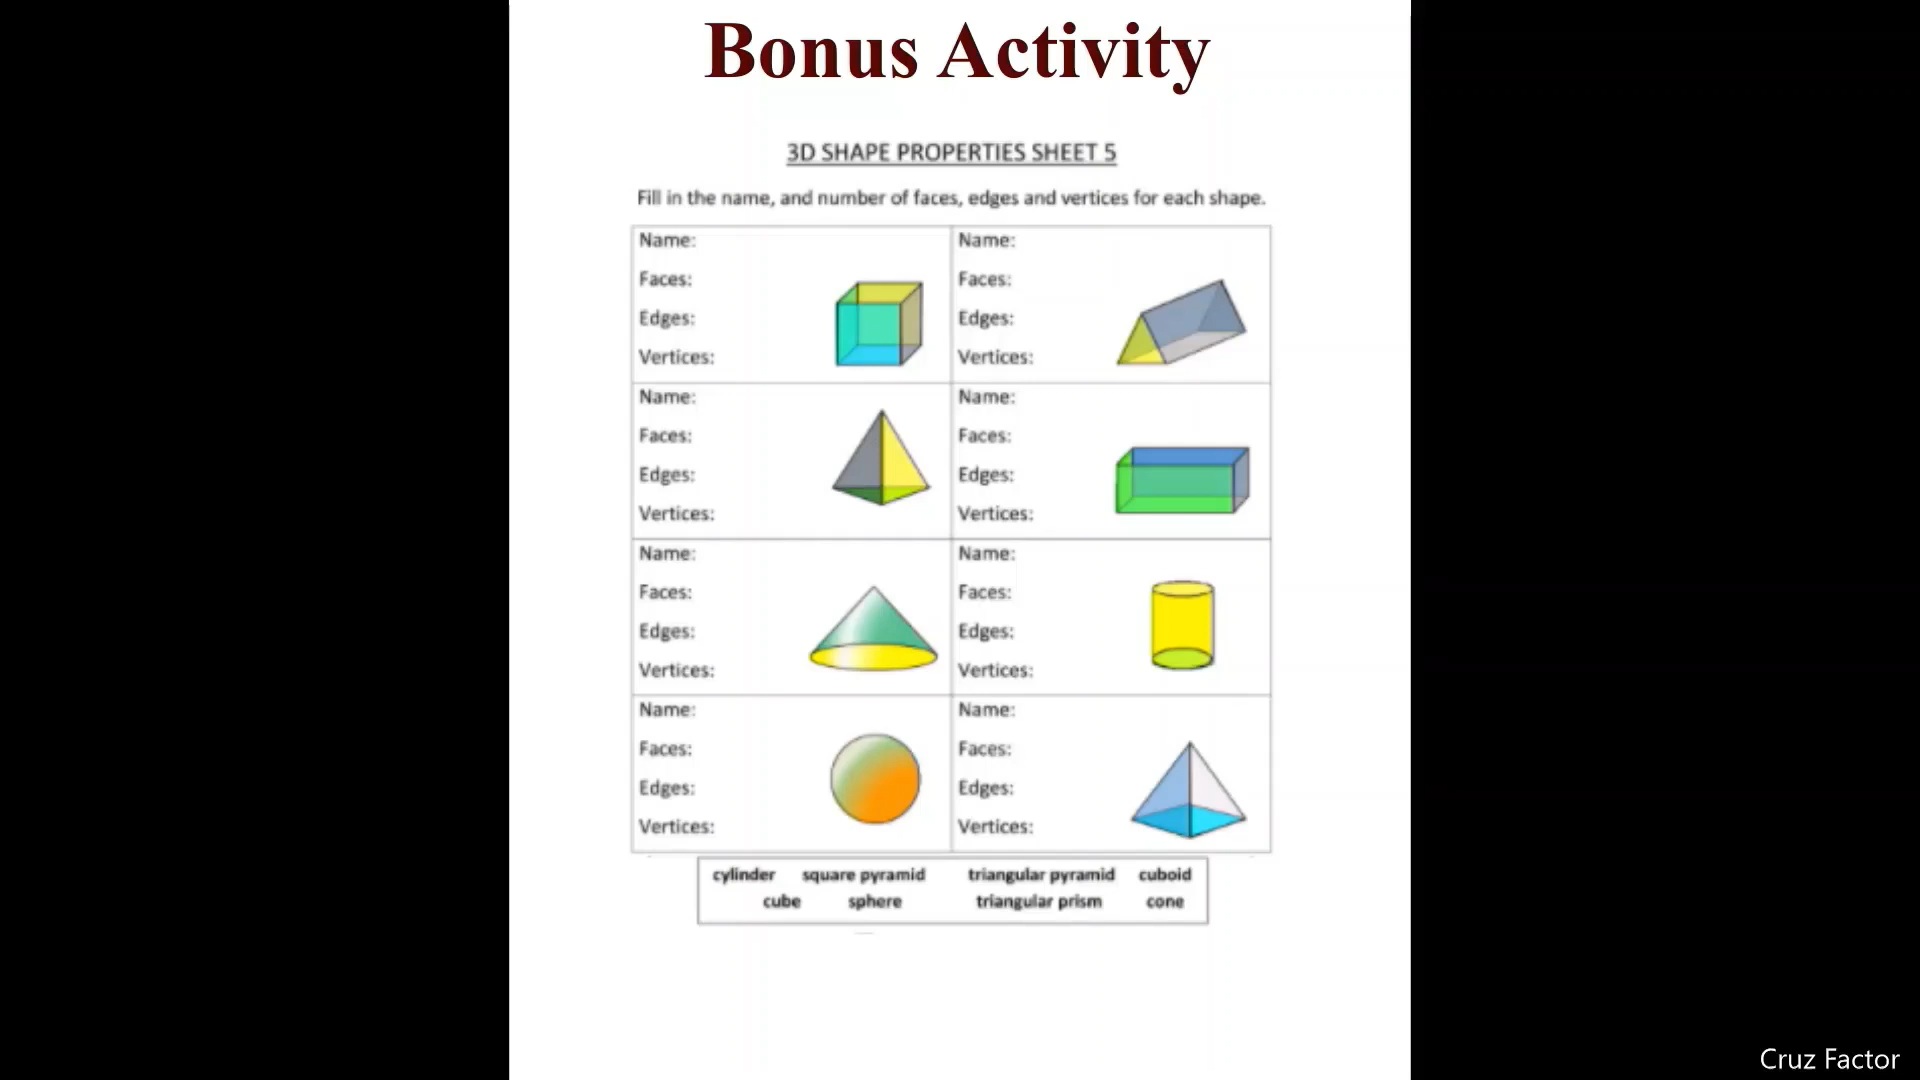 Bonus Activity
3D SHAPE PROPERTIES SHEET 5
Fill in the name, and number of faces, edges and vertices for each shape.
Name:
Faces:
Edges:
Vertices:
Name:
Faces:
Edges:
Vertices:
Name:
Faces:
Edges:
Vertices:
Name:
Faces:
Edges:
Vertices:
Name:
Faces:
Edges:
Vertices:
Name:
Faces:
Edges:
Vertices:
Name:
Faces:
Edges:
Vertices:
Name:
Faces:
Edges:
Vertices:
cylinder square pyramid triangular pyramid cuboid
cube sphere triangular prism cone
Cruz Factor